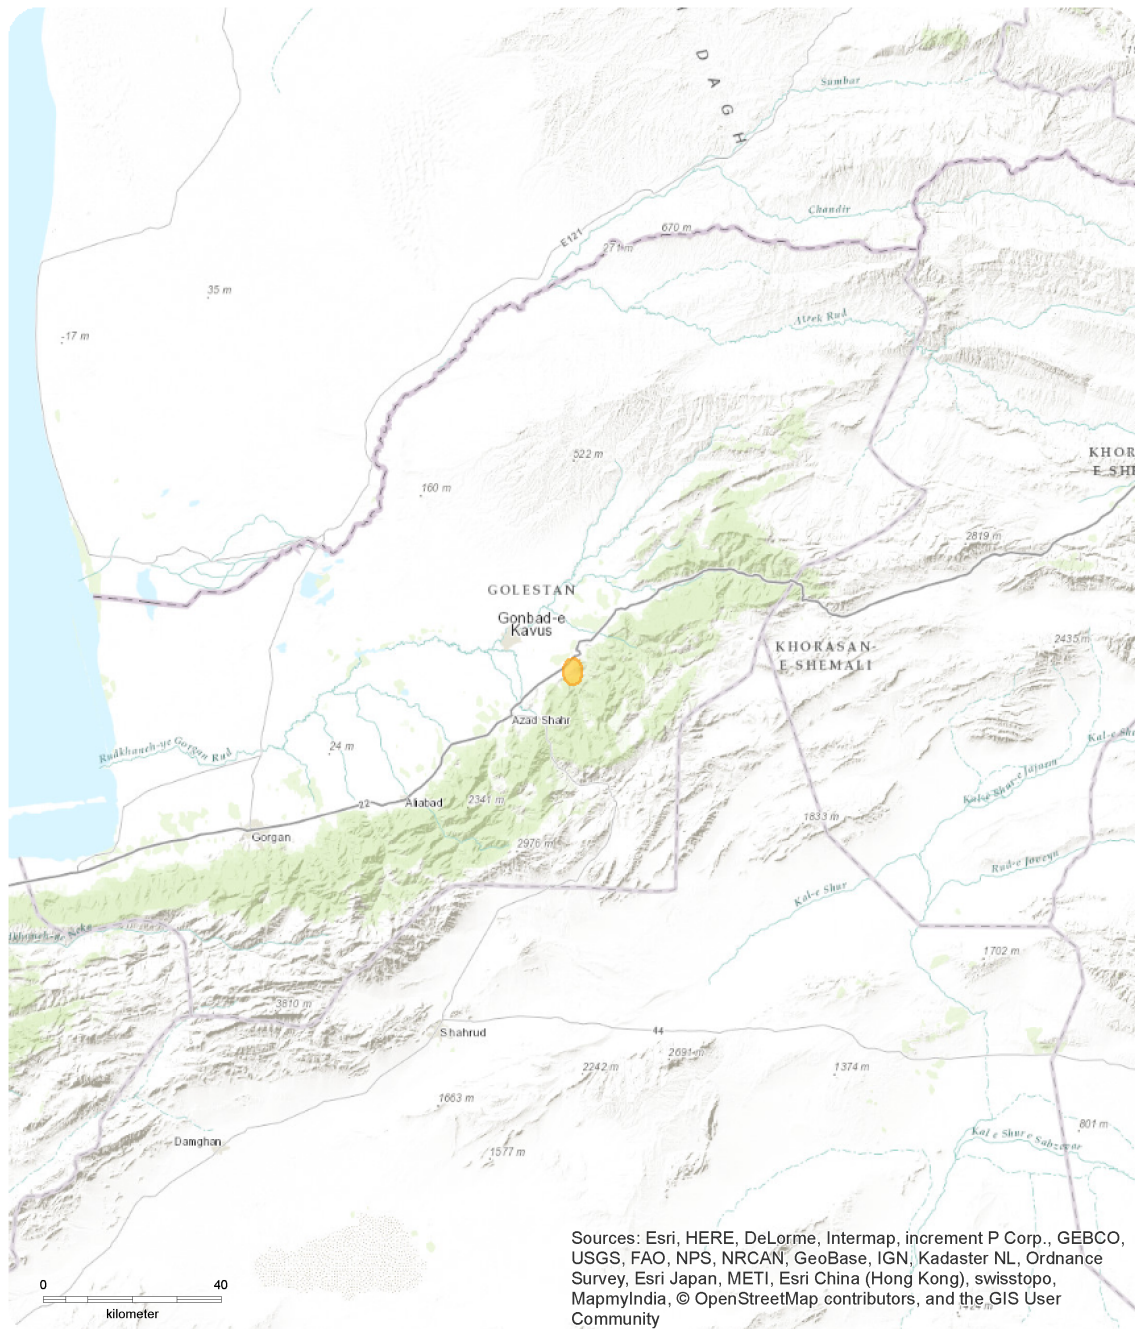 D
A
G
H
Sumbar
Chandir
E121
271 m
670 m
35 m
-17 m
Atrek Rud
522 m
160 m
KHOR
E SHI
2819 m
GOLESTAN
Gonbad-e
Kavus
KHORASAN-
E-SHEMALI
2435 m
Azad Shahr
Rudkhaneh-ye Gorgan Rud
24 m
Kal-e Sho
Kal-e Shur-e Jajarm
22
Aliabad
2341 m
1833 m
Gorgan
2976 m
Rud-e Joveyn
Kal-e Shur
1702 m
3810 m
Shahrud
44
2691 m
2242 m
1374 m
1663 m
801 m
Damghan
Kal-e Shur-e Sabzevar
1577 m
Sources: Esri, HERE, DeLorme, Intermap, increment P Corp., GEBCO,
USGS, FAO, NPS, NRCAN, GeoBase, IGN, Kadaster NL, Ordnance
Survey, Esri Japan, METI, Esri China (Hong Kong), swisstopo,
MapmyIndia, © OpenStreetMap contributors, and the GIS User
Community
0 40
kilometer